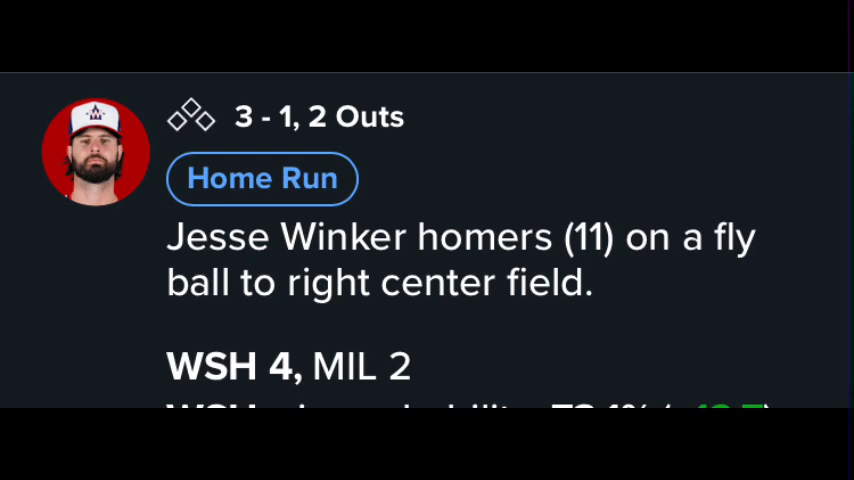 3 - 1, 2 Outs
Home Run
Jesse Winker homers (11) on a fly
ball to right center field.
WSH 4, MIL 2
WSH